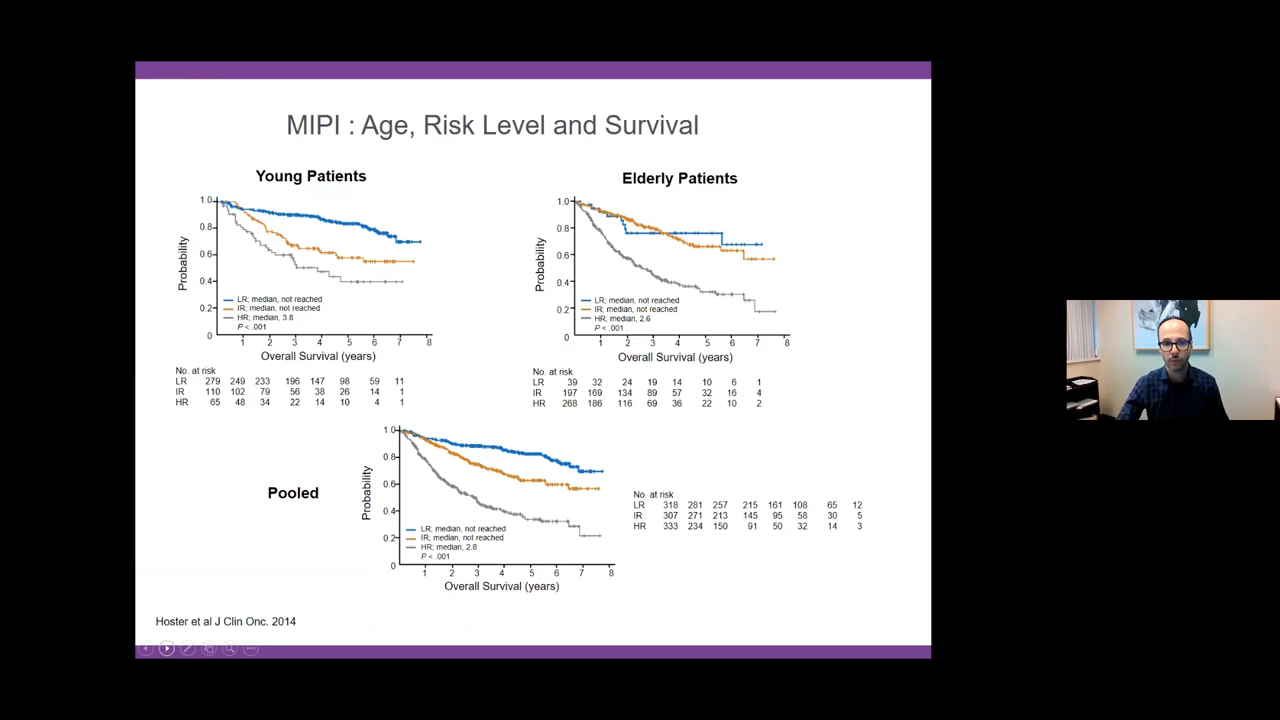 MIPI : Age, Risk Level and Survival
Young Patients
1.0
0.8
0.6
0.4
0.2
0
Probability
LR; median, not reached
IR; median, not reached
HR; median, 3.8
P < .001
1 2 3 4 5 6 7 8
Overall Survival (years)
No. at risk
LR 279 249 233 196 147 98 59 11
IR 110 102 79 56 38 26 14 1
HR 65 48 34 22 14 10 4 1
Elderly Patients
1.0
0.8
0.6
0.4
0.2
0
Probability
LR; median, not reached
IR; median, not reached
HR; median, 2.6
P < .001
1 2 3 4 5 6 7 8
Overall Survival (years)
No. at risk
LR 39 32 24 19 14 10 6 1
IR 197 169 134 89 57 32 16 4
HR 268 186 116 69 36 22 10 2
Pooled
1.0
0.8
0.6
0.4
0.2
0
Probability
LR; median, not reached
IR; median, not reached
HR; median, 2.8
P < .001
1 2 3 4 5 6 7 8
Overall Survival (years)
No. at risk
LR 318 281 257 215 161 108 65 12
IR 307 271 213 145 95 58 30 5
HR 333 234 150 91 50 32 14 3
Hoster et al J Clin Onc. 2014